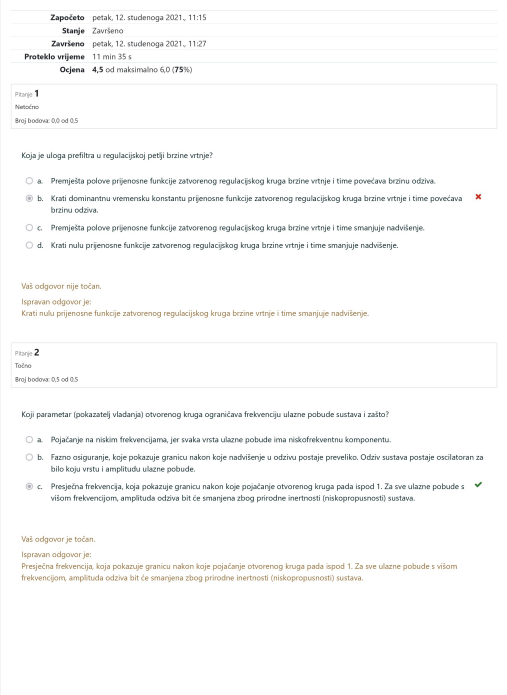 Započeto petak, 12. studenoga 2021., 11:15
Stanje Završeno
Završeno petak, 12. studenoga 2021., 11:27
Proteklo vrijeme 11 min 35 s
Ocjena 4,5 od maksimalno 6,0 (75%)
Pitanje 1
Netočno
Broj bodova: 0,0 od 0,5
Koja je uloga prefiltra u regulacijskoj petlji brzine vrtnje?
a. Premješta polove prijenosne funkcije zatvorenog regulacijskog kruga brzine vrtnje i time povećava brzinu odziva.
b. Krati dominantnu vremensku konstantu prijenosne funkcije zatvorenog regulacijskog kruga brzine vrtnje i time povećava
brzinu odziva.
c. Premješta polove prijenosne funkcije zatvorenog regulacijskog kruga brzine vrtnje i time smanjuje nadvišenje.
d. Krati nulu prijenosne funkcije zatvorenog regulacijskog kruga brzine vrtnje i time smanjuje nadvišenje.
Vaš odgovor nije točan.
Ispravan odgovor je:
Krati nulu prijenosne funkcije zatvorenog regulacijskog kruga brzine vrtnje i time smanjuje nadvišenje.
Pitanje 2
Točno
Broj bodova: 0,5 od 0,5
Koji parametar (pokazatelj vladanja) otvorenog kruga ograničava frekvenciju ulazne pobude sustava i zašto?
a. Pojačanje na niskim frekvencijama, jer svaka vrsta ulazne pobude ima niskofrekventnu komponentu.
b. Fazno osiguranje, koje pokazuje granicu nakon koje nadvišenje u odzivu postaje preveliko. Odziv sustava postaje oscilatoran za
bilo koju vrstu i amplitudu ulazne pobude.
c. Presječna frekvencija, koja pokazuje granicu nakon koje pojačanje otvorenog kruga pada ispod 1. Za sve ulazne pobude s
višom frekvencijom, amplituda odziva bit će smanjena zbog prirodne inertnosti (niskopropusnosti) sustava.
Vaš odgovor je točan.
Ispravan odgovor je:
Presječna frekvencija, koja pokazuje granicu nakon koje pojačanje otvorenog kruga pada ispod 1. Za sve ulazne pobude s višom
frekvencijom, amplituda odziva bit će smanjena zbog prirodne inertnosti (niskopropusnosti) sustava.